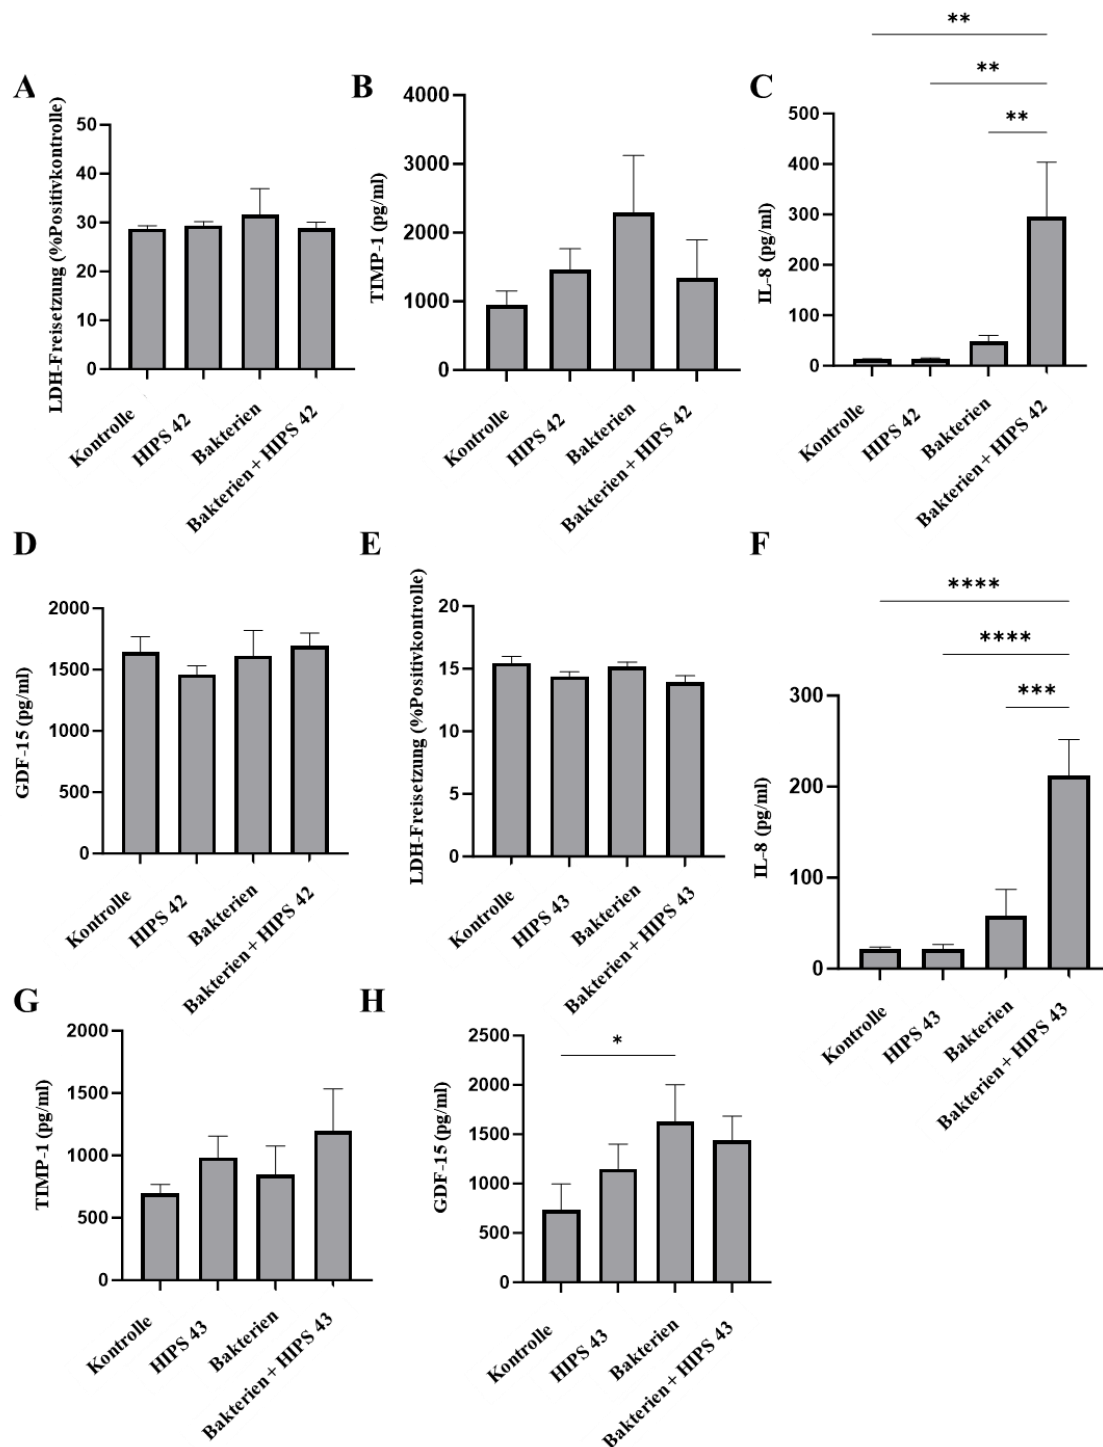 A
LDH-Freisetzung (%Positivkontrolle)
50
40
30
20
10
0
Kontrolle
HIPS 42
Bakterien
Bakterien + HIPS 42
B
TIMP-1 (pg/ml)
4000
3000
2000
1000
0
Kontrolle
HIPS 42
Bakterien
Bakterien + HIPS 42
C
**
**
**
IL-8 (pg/ml)
500
400
300
200
100
0
Kontrolle
HIPS 42
Bakterien
Bakterien + HIPS 42
D
GDF-15 (pg/ml)
2000
1500
1000
500
0
Kontrolle
HIPS 42
Bakterien
Bakterien + HIPS 42
E
LDH-Freisetzung (%Positivkontrolle)
20
15
10
5
0
Kontrolle
HIPS 43
Bakterien
Bakterien + HIPS 43
F
****
****
***
IL-8 (pg/ml)
300
200
100
0
Kontrolle
HIPS 43
Bakterien
Bakterien + HIPS 43
G
TIMP-1 (pg/ml)
2000
1500
1000
500
0
Kontrolle
HIPS 43
Bakterien
Bakterien + HIPS 43
H
*
GDF-15 (pg/ml)
2500
2000
1500
1000
500
0
Kontrolle
HIPS 43
Bakterien
Bakterien + HIPS 43